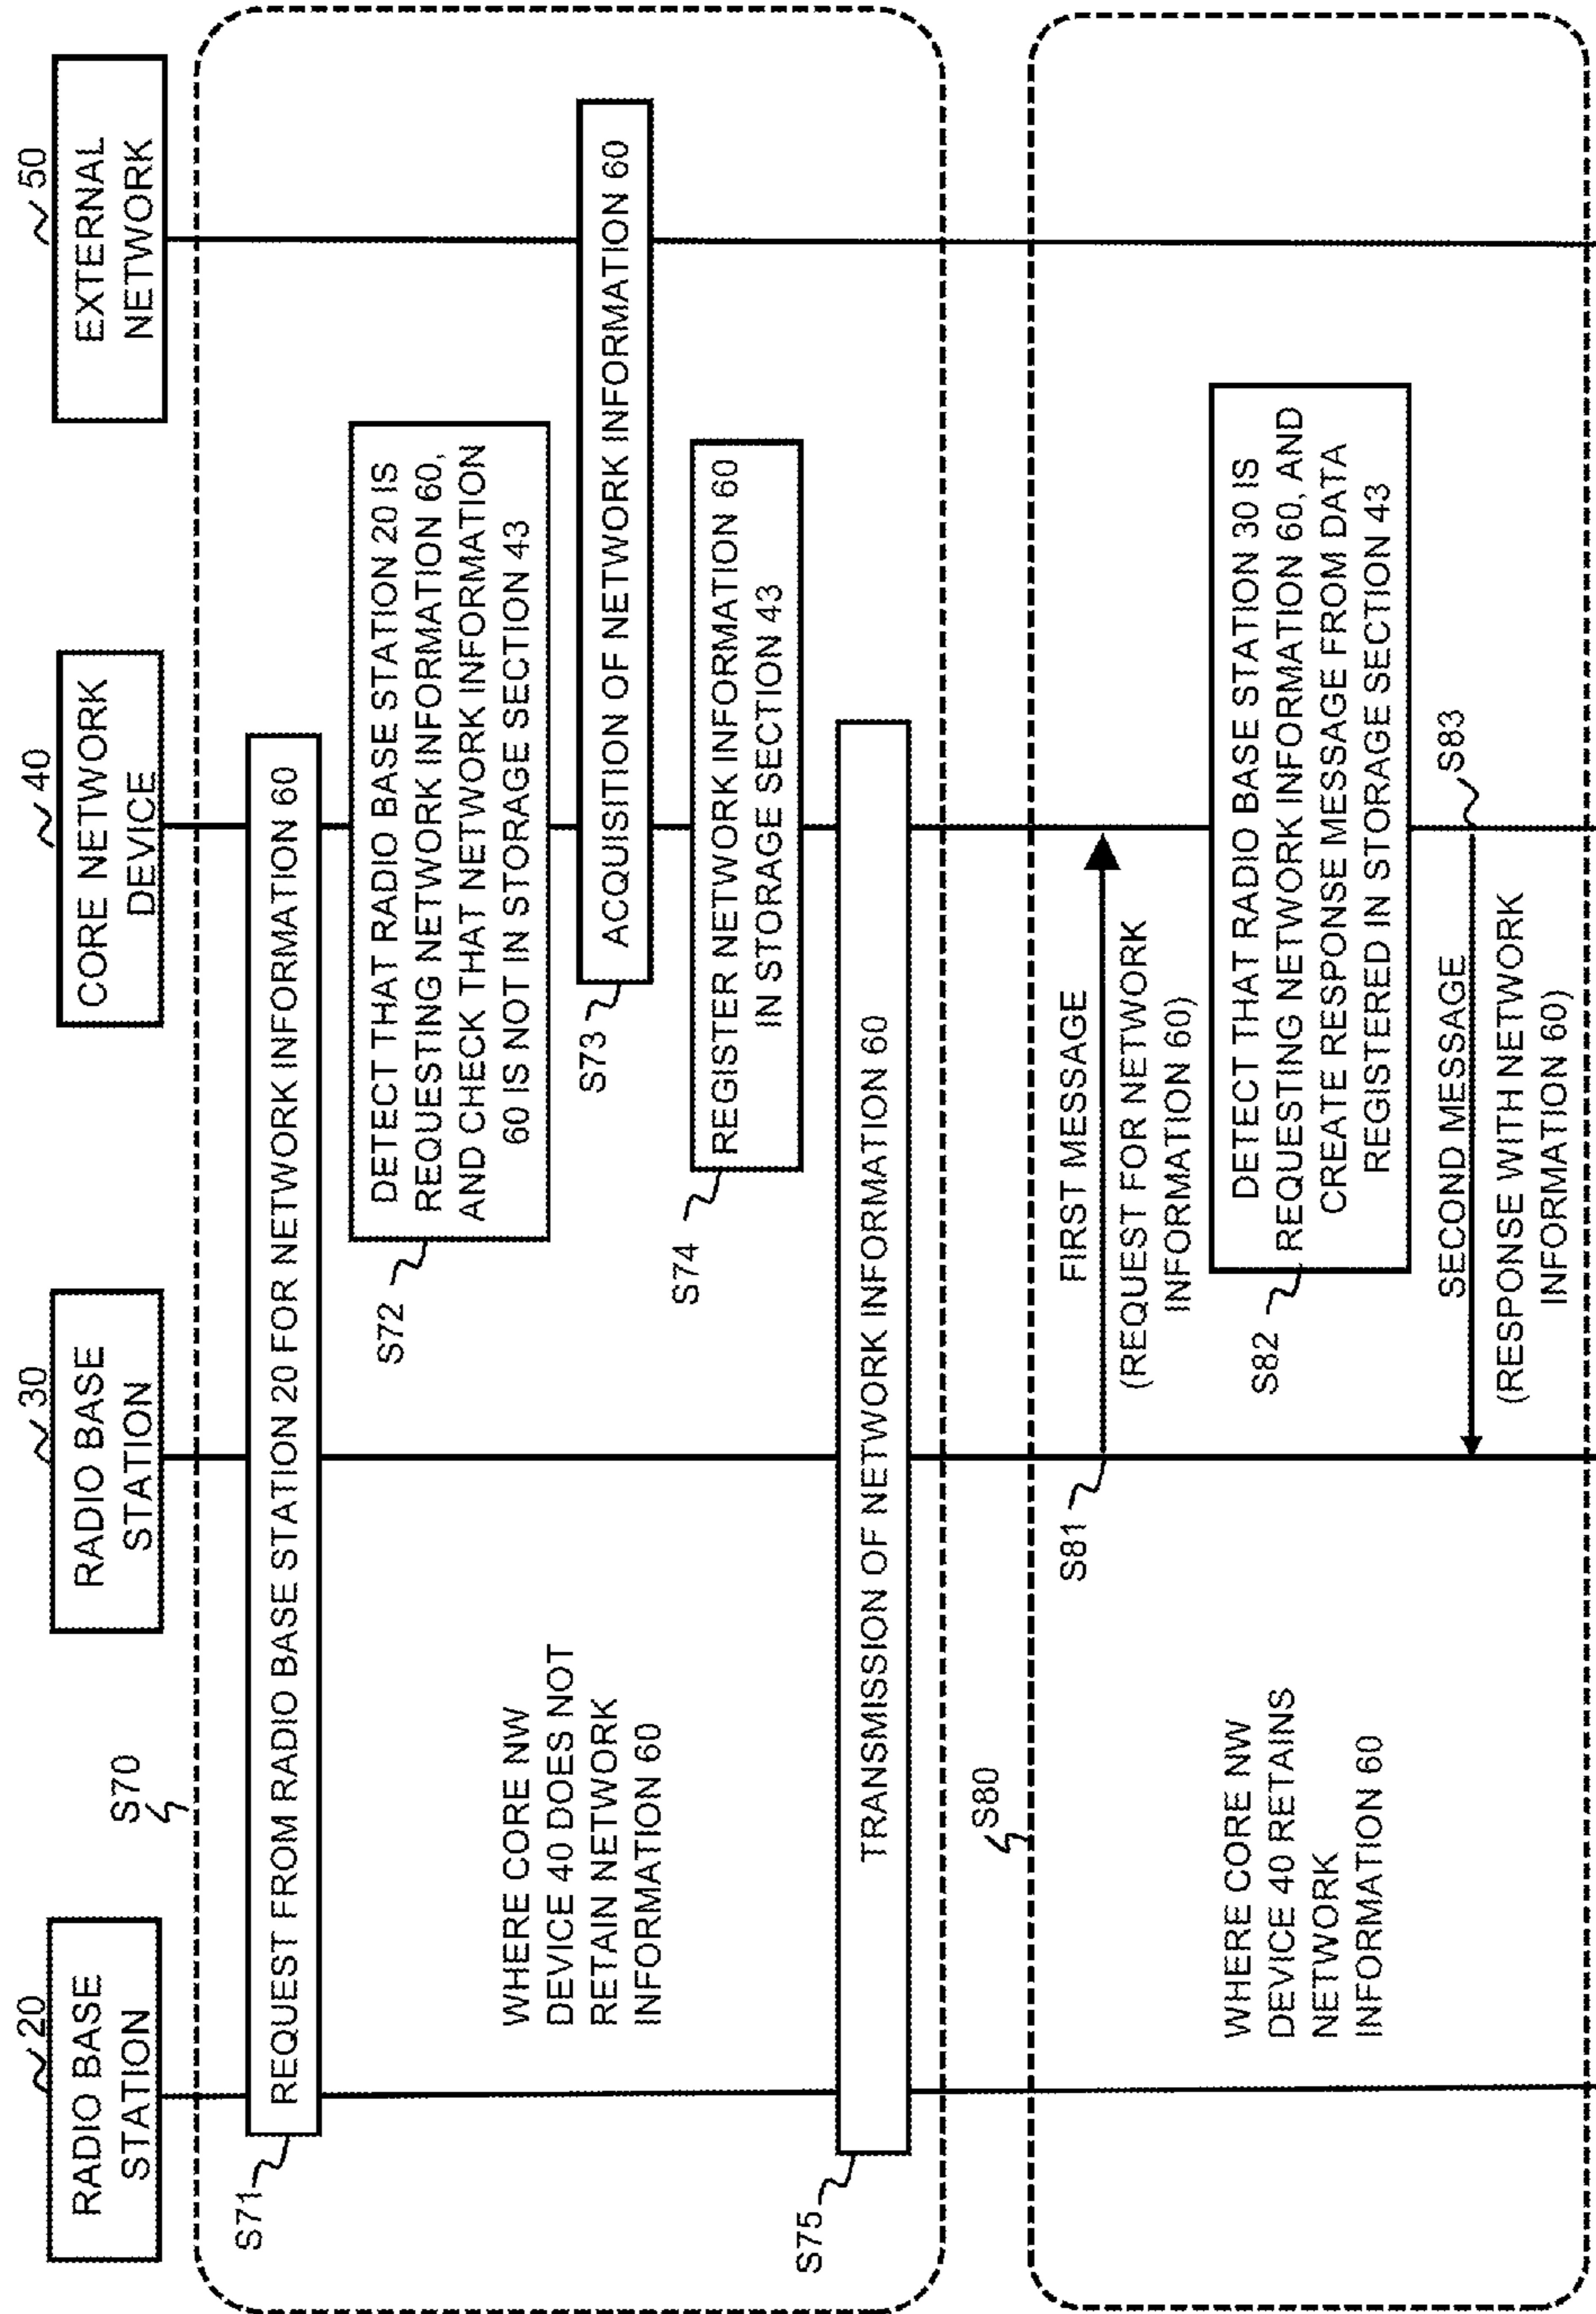 20
RADIO BASE
STATION
30
RADIO BASE
STATION
40
CORE NETWORK
DEVICE
50
EXTERNAL
NETWORK
S70
S71
REQUEST FROM RADIO BASE STATION 20 FOR NETWORK INFORMATION 60
S72
DETECT THAT RADIO BASE STATION 20 IS
REQUESTING NETWORK INFORMATION 60,
AND CHECK THAT NETWORK INFORMATION
60 IS NOT IN STORAGE SECTION 43
WHERE CORE NW
DEVICE 40 DOES NOT
RETAIN NETWORK
INFORMATION 60
S73
ACQUISITION OF NETWORK INFORMATION 60
S74
REGISTER NETWORK INFORMATION 60
IN STORAGE SECTION 43
S75
TRANSMISSION OF NETWORK INFORMATION 60
S80
S81
FIRST MESSAGE
(REQUEST FOR NETWORK
INFORMATION 60)
WHERE CORE NW
DEVICE 40 RETAINS
NETWORK
INFORMATION 60
S82
DETECT THAT RADIO BASE STATION 30 IS
REQUESTING NETWORK INFORMATION 60, AND
CREATE RESPONSE MESSAGE FROM DATA
REGISTERED IN STORAGE SECTION 43
S83
SECOND MESSAGE
(RESPONSE WITH NETWORK
INFORMATION 60)